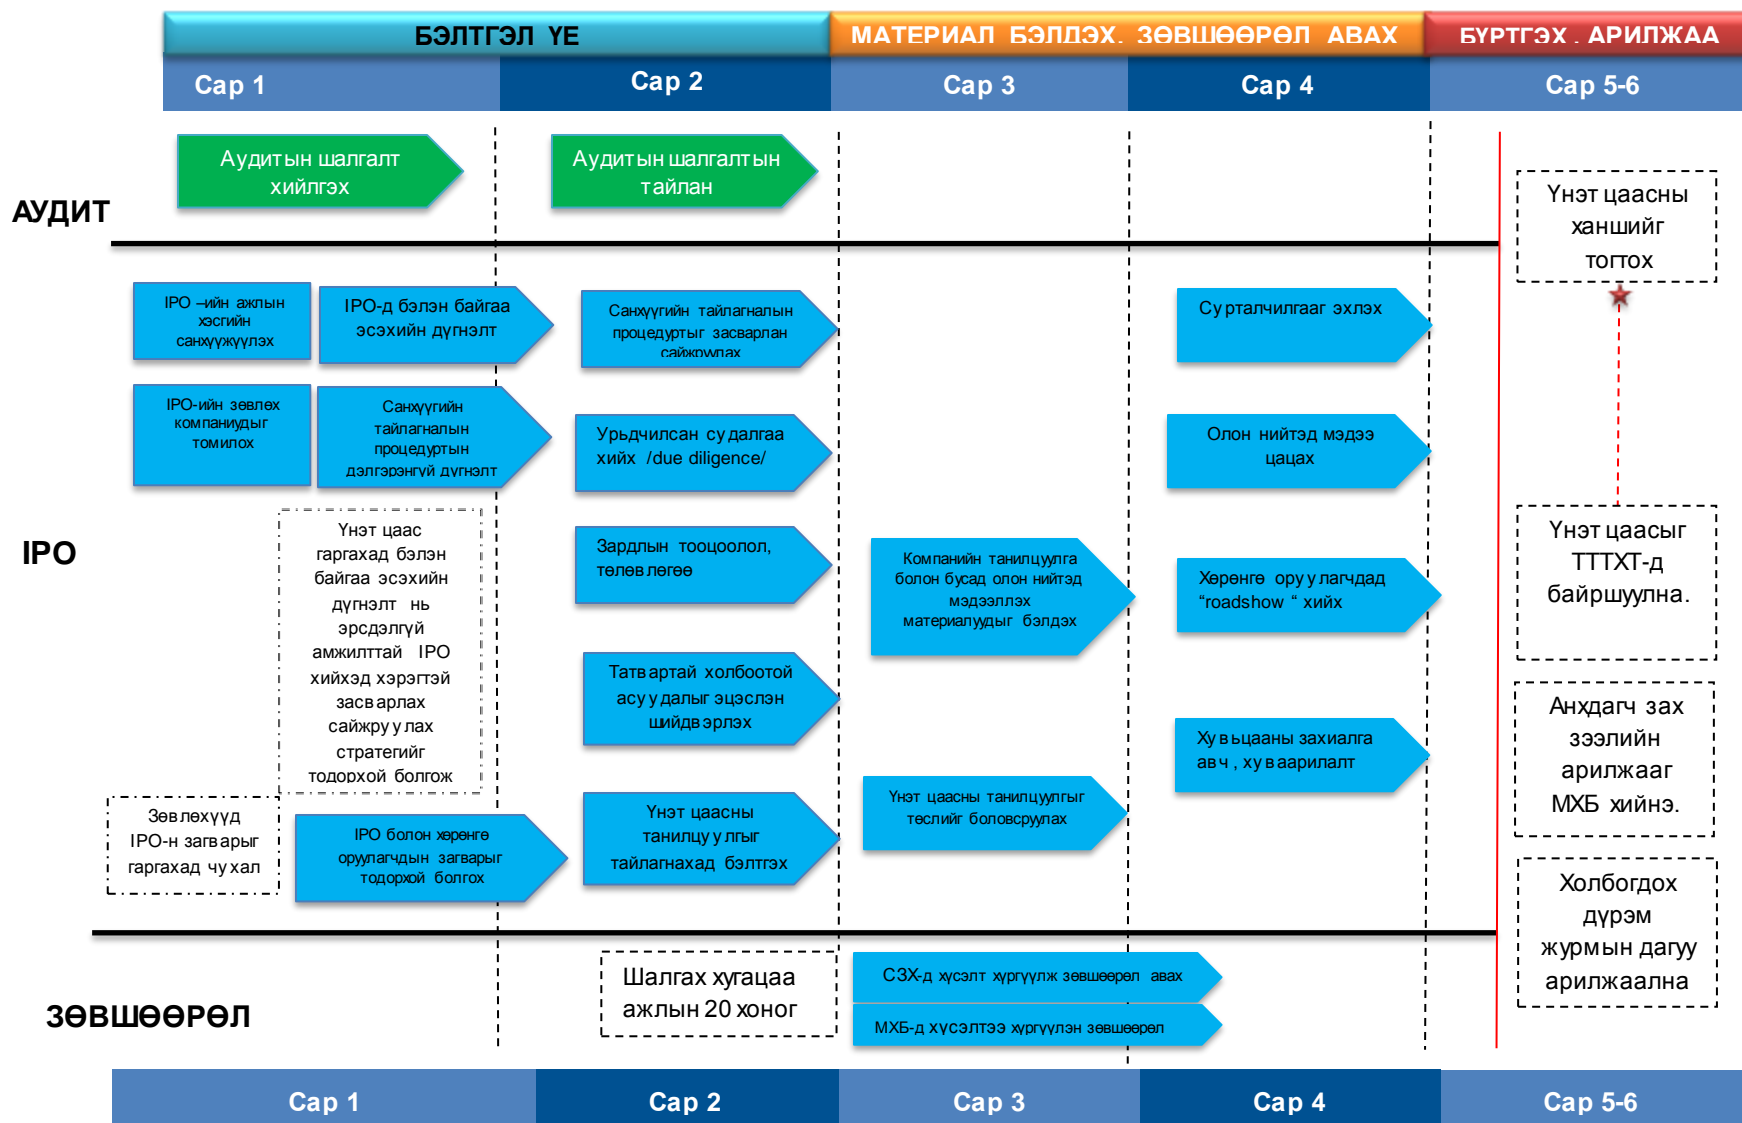 БЭЛТГЭЛ ҮЕ
МАТЕРИАЛ БЭЛДЭХ. ЗӨВШӨӨРӨЛ АВАХ
БҮРТГЭХ . АРИЛЖАА
Сар 1
Сар 2
Сар 3
Сар 4
Сар 5-6
АУДИТ
Аудитын шалгалт
хийлгэх
Аудитын шалгалтын
тайлан
Үнэт цаасны
ханшийг
тогтох
IPO
IPO –ийн ажлын
хэсгийн
санхүүжүүлэх
IPO-д бэлэн байгаа
эсэхийн дүгнэлт
Санхүүгийн тайлагналын
процедуртыг засварлан
сайжруулах
Сурталчилгааг эхлэх
IPO-ийн зөвлөх
компаниудыг
томилох
Санхүүгийн
тайлагналын
процедуртын
дэлгэрэнгүй дүгнэлт
Урьдчилсан судалгаа
хийх /due diligence/
Олон нийтэд мэдээ
цацах
Үнэт цаас
гаргахад бэлэн
байгаа эсэхийн
дүгнэлт нь
эрсдэлгүй
амжилттай IPO
хийхэд хэрэгтэй
засварлах
сайжруулах
стратегийг
тодорхой болгож
Зардлын тооцоолол,
төлөвлөгөө
Компанийн танилцуулга
болон бусад олон нийтэд
мэдээллэх
материалуудыг бэлдэх
Хөрөнгө оруулагчдад
“roadshow “ хийх
Үнэт цаасыг
ТТТХТ-д
байршуулна.
Татвартай холбоотой
асуудалыг эцэслэн
шийдвэрлэх
Хувьцааны захиалга
авч , хуваарилалт
Анхдагч зах
зээлийн
арилжааг
МХБ хийнэ.
Зөвлөхүүд
IPO-н загварыг
гаргахад чухал
IPO болон хөрөнгө
оруулагчдын загварыг
тодорхой болгох
Үнэт цаасны
танилцуулгыг
тайлагнахад бэлтгэх
Үнэт цаасны танилцуулгыг
төслийг боловсруулах
Холбогдох
дүрэм
журмын дагуу
арилжаална
ЗӨВШӨӨРӨЛ
Шалгах хугацаа
ажлын 20 хоног
СЗХ-д хүсэлт хүргүүлж зөвшөөрөл авах
МХБ-д хүсэлтээ хүргүүлэн зөвшөөрөл
Сар 1
Сар 2
Сар 3
Сар 4
Сар 5-6